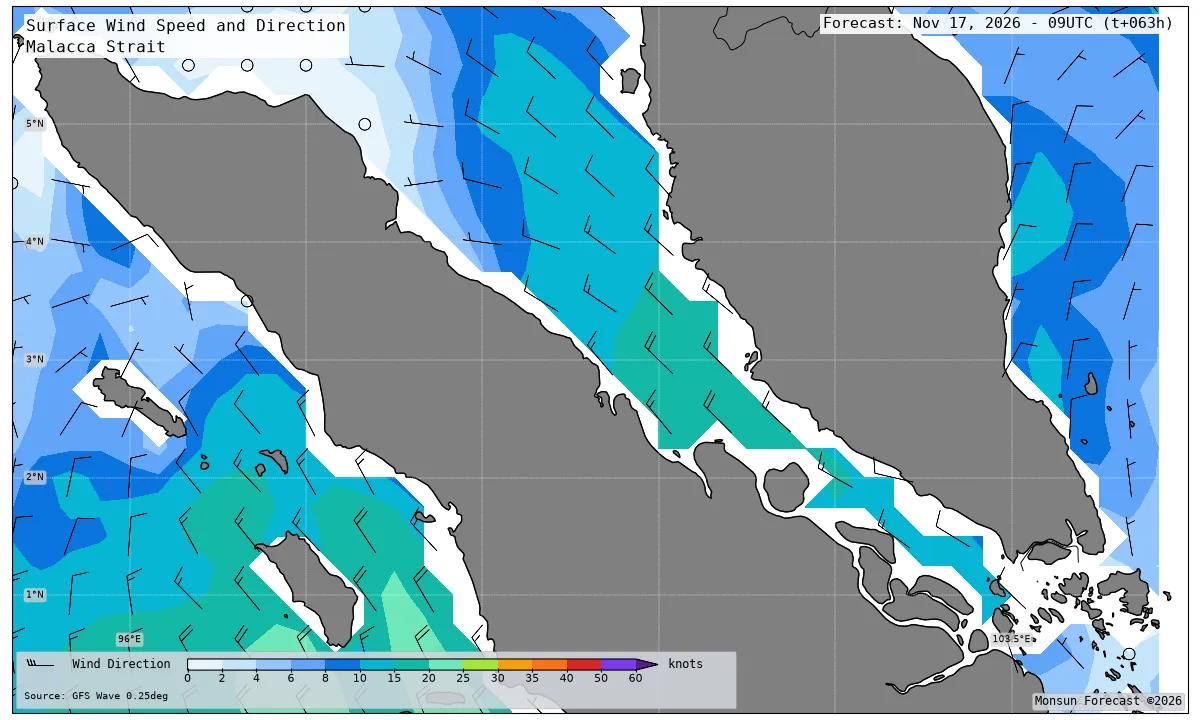 Surface Wind Speed and Direction
Malacca Strait
Forecast: Nov 17, 2026 - 09UTC (t+063h)
5°N
4°N
3°N
2°N
1°N
96°E
103.5°E
Wind Direction
0 2 4 6 8 10 15 20 25 30 40 50 60
knots
Source: GFS Wave 0.25deg
Monsun Forecast ©2026